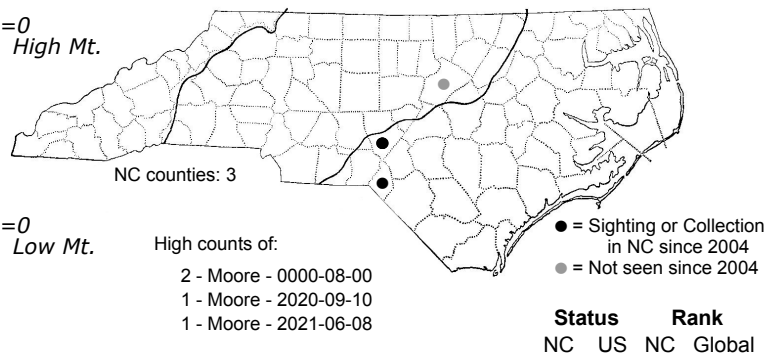 =0
High Mt.
NC counties: 3
=0
Low Mt.
High counts of:
2 - Moore - 0000-08-00
1 - Moore - 2020-09-10
1 - Moore - 2021-06-08
= Sighting or Collection
in NC since 2004
= Not seen since 2004
Status Rank
NC US NC Global